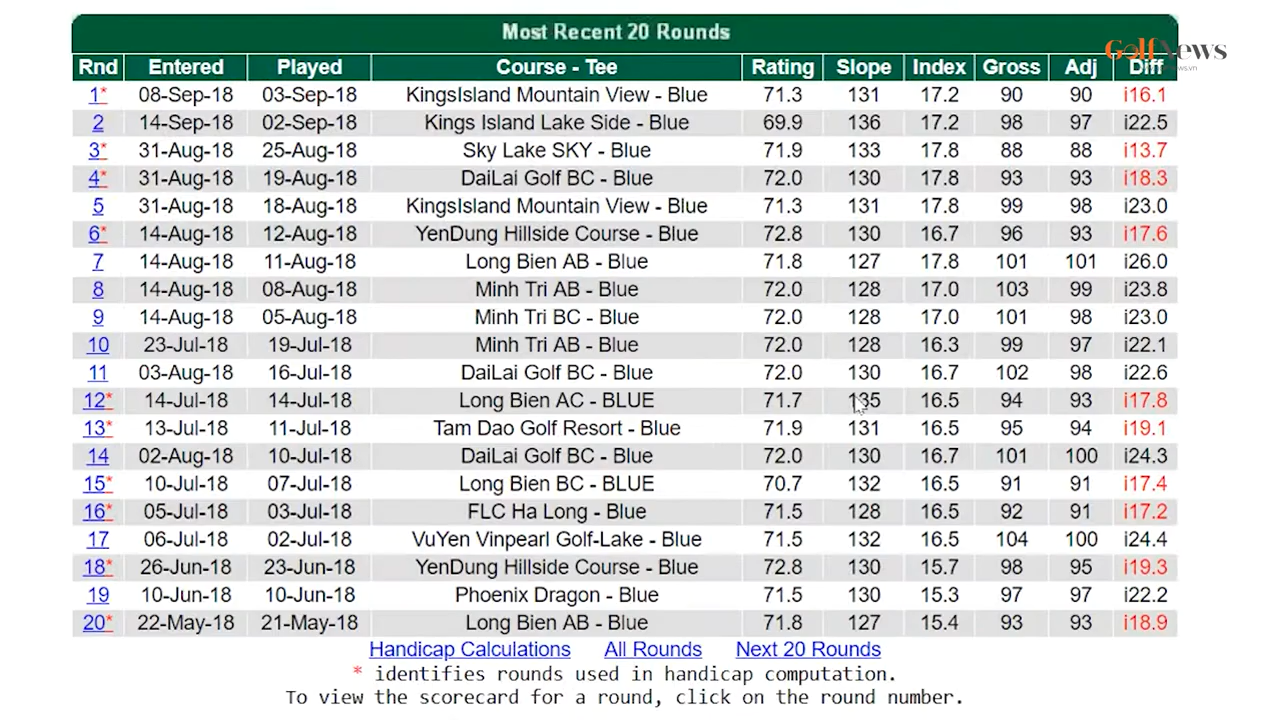 Most Recent 20 Rounds
GolfNews
Rnd Entered Played Course - Tee Rating Slope Index Gross Adj Diff
1* 08-Sep-18 03-Sep-18 KingsIsland Mountain View - Blue 71.3 131 17.2 90 90 i16.1
2 14-Sep-18 02-Sep-18 Kings Island Lake Side - Blue 69.9 136 17.2 98 97 i22.5
3* 31-Aug-18 25-Aug-18 Sky Lake SKY - Blue 71.9 133 17.8 88 88 i13.7
4* 31-Aug-18 19-Aug-18 DaiLai Golf BC - Blue 72.0 130 17.8 93 93 i18.3
5 31-Aug-18 18-Aug-18 KingsIsland Mountain View - Blue 71.3 131 17.8 99 98 i23.0
6* 14-Aug-18 12-Aug-18 YenDung Hillside Course - Blue 72.8 130 16.7 96 93 i17.6
7 14-Aug-18 11-Aug-18 Long Bien AB - Blue 71.8 127 17.8 101 101 i26.0
8 14-Aug-18 08-Aug-18 Minh Tri AB - Blue 72.0 128 17.0 103 99 i23.8
9 14-Aug-18 05-Aug-18 Minh Tri BC - Blue 72.0 128 17.0 101 98 i23.0
10 23-Jul-18 19-Jul-18 Minh Tri AB - Blue 72.0 128 16.3 99 97 i22.1
11 03-Aug-18 16-Jul-18 DaiLai Golf BC - Blue 72.0 130 16.7 102 98 i22.6
12* 14-Jul-18 14-Jul-18 Long Bien AC - BLUE 71.7 135 16.5 94 93 i17.8
13* 13-Jul-18 11-Jul-18 Tam Dao Golf Resort - Blue 71.9 131 16.5 95 94 i19.1
14 02-Aug-18 10-Jul-18 DaiLai Golf BC - Blue 72.0 130 16.7 101 100 i24.3
15* 10-Jul-18 07-Jul-18 Long Bien BC - BLUE 70.7 132 16.5 91 91 i17.4
16* 05-Jul-18 03-Jul-18 FLC Ha Long - Blue 71.5 128 16.5 92 91 i17.2
17 06-Jul-18 02-Jul-18 VuYen Vinpearl Golf-Lake - Blue 71.5 132 16.5 104 100 i24.4
18* 26-Jun-18 23-Jun-18 YenDung Hillside Course - Blue 72.8 130 15.7 98 95 i19.3
19 10-Jun-18 10-Jun-18 Phoenix Dragon - Blue 71.5 130 15.3 97 97 i22.2
20* 22-May-18 21-May-18 Long Bien AB - Blue 71.8 127 15.4 93 93 i18.9
Handicap Calculations All Rounds Next 20 Rounds
* identifies rounds used in handicap computation.
To view the scorecard for a round, click on the round number.